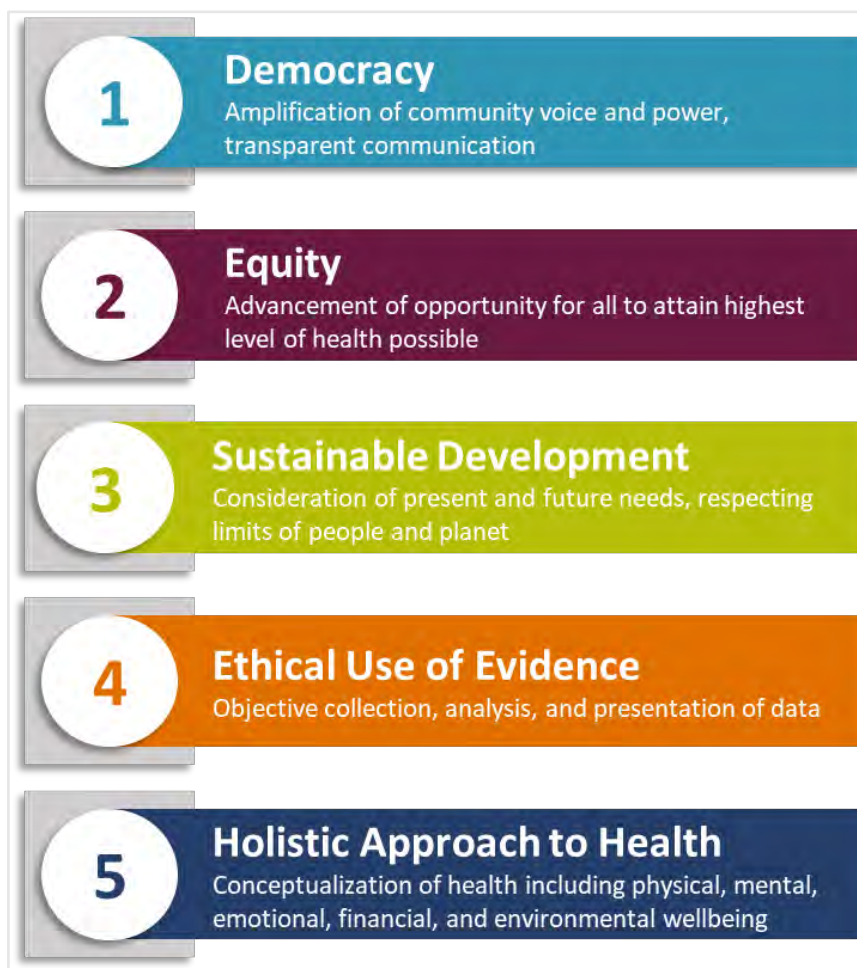 1
Democracy
Amplification of community voice and power,
transparent communication
2
Equity
Advancement of opportunity for all to attain highest
level of health possible
3
Sustainable Development
Consideration of present and future needs, respecting
limits of people and planet
4
Ethical Use of Evidence
Objective collection, analysis, and presentation of data
5
Holistic Approach to Health
Conceptualization of health including physical, mental,
emotional, financial, and environmental wellbeing